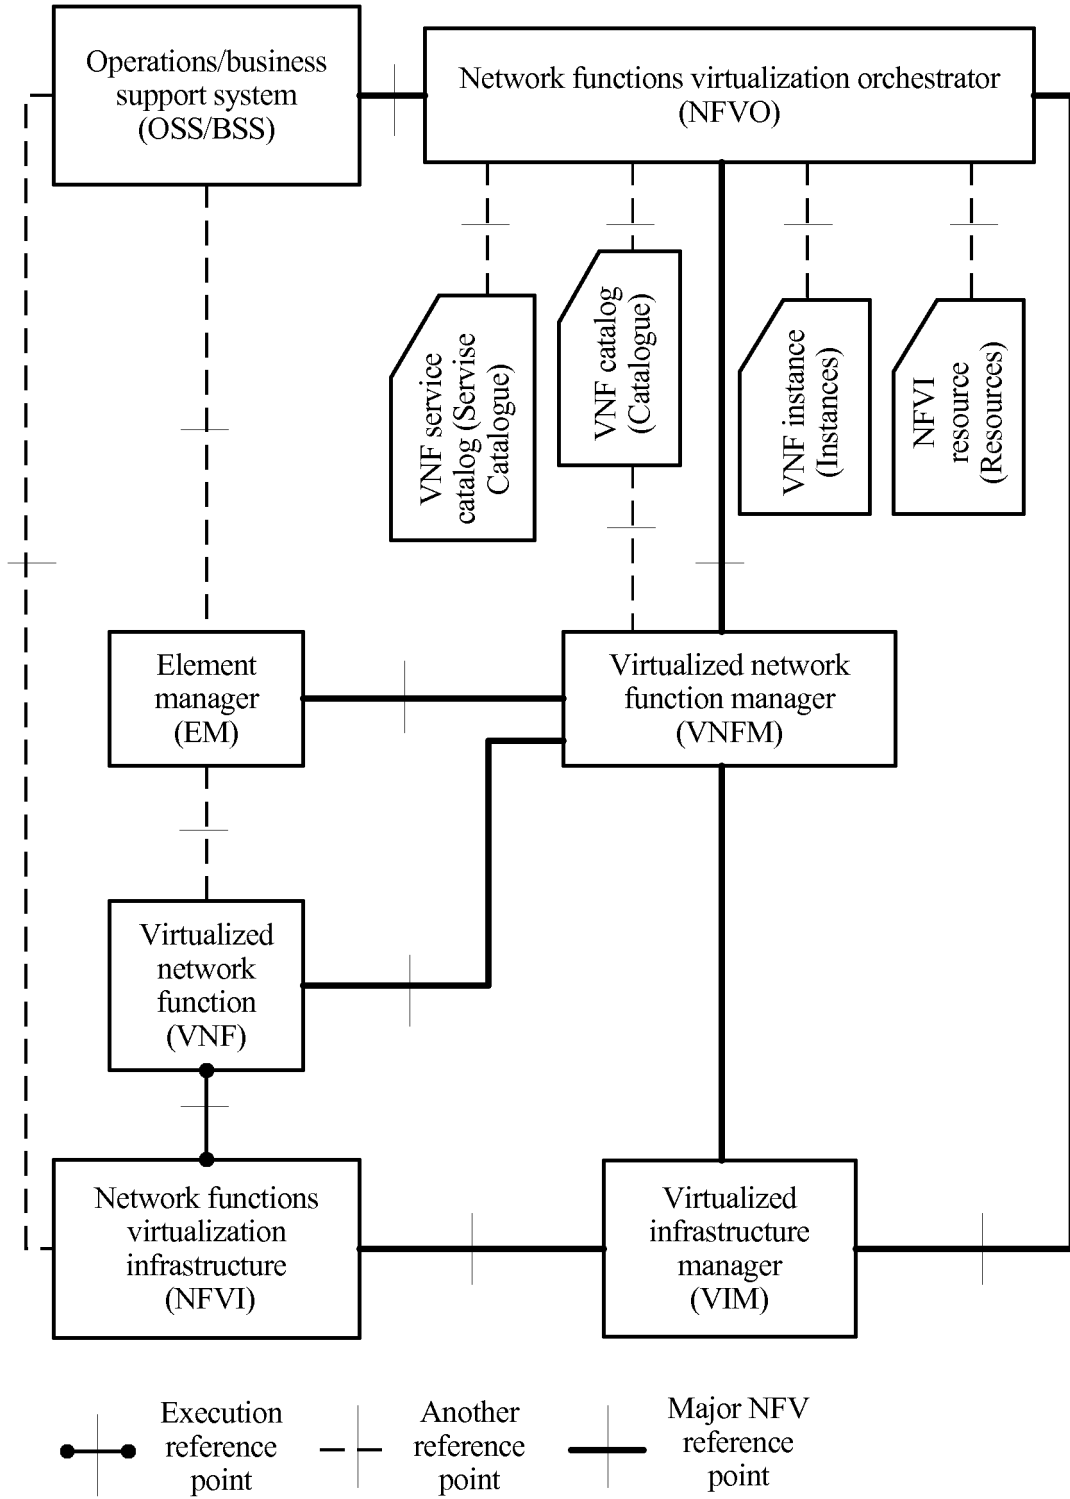 Operations/business
support system
(OSS/BSS)
Network functions virtualization orchestrator
(NFVO)
VNF service
catalog (Servise
Catalogue)
VNF catalog
(Catalogue)
VNF instance
(Instances)
NFVI
resource
(Resources)
Element
manager
(EM)
Virtualized network
function manager
(VNFM)
Virtualized
network
function
(VNF)
Network functions
virtualization
infrastructure
(NFVI)
Virtualized
infrastructure
manager
(VIM)
Execution
reference
point
Another
reference
point
Major NFV
reference
point